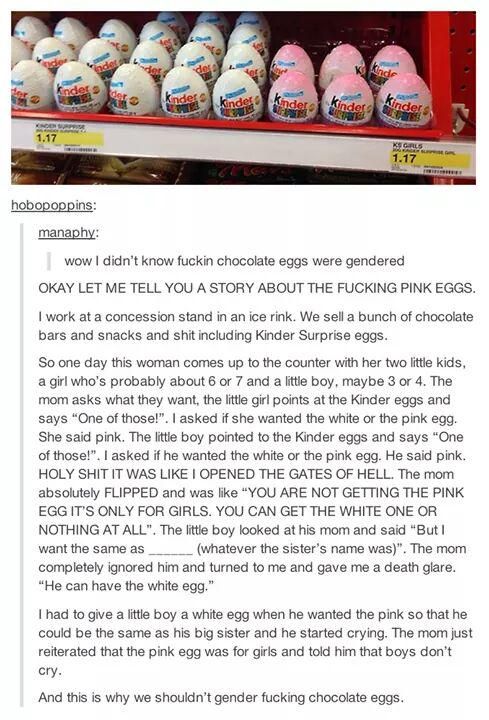 Kinder SURPRISE
KINDER SURPRISE
1.17
KS GIRLS
1.17
hobopoppins:
manaphy:
wow I didn't know fuckin chocolate eggs were gendered
OKAY LET ME TELL YOU A STORY ABOUT THE FUCKING PINK EGGS.
I work at a concession stand in an ice rink. We sell a bunch of chocolate
bars and snacks and shit including Kinder Surprise eggs.
So one day this woman comes up to the counter with her two little kids,
a girl who's probably about 6 or 7 and a little boy, maybe 3 or 4. The
mom asks what they want, the little girl points at the Kinder eggs and
says "One of those!". I asked if she wanted the white or the pink egg.
She said pink. The little boy pointed to the Kinder eggs and says "One
of those!". I asked if he wanted the white or the pink egg. He said pink.
HOLY SHIT IT WAS LIKE I OPENED THE GATES OF HELL. The mom
absolutely FLIPPED and was like "YOU ARE NOT GETTING THE PINK
EGG IT'S ONLY FOR GIRLS. YOU CAN GET THE WHITE ONE OR
NOTHING AT ALL". The little boy looked at his mom and said "But I
want the same as ______ (whatever the sister's name was)". The mom
completely ignored him and turned to me and gave me a death glare.
"He can have the white egg."
I had to give a little boy a white egg when he wanted the pink so that he
could be the same as his big sister and he started crying. The mom just
reiterated that the pink egg was for girls and told him that boys don't
cry.
And this is why we shouldn't gender fucking chocolate eggs.